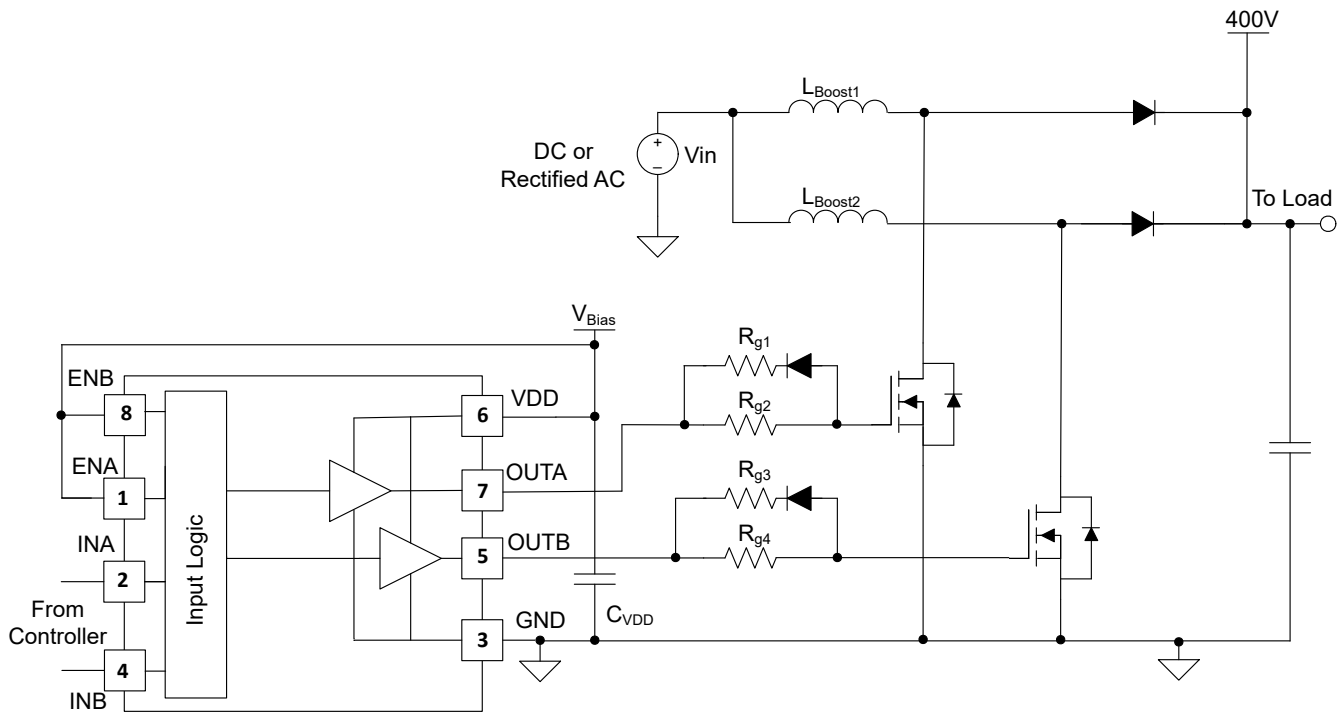 400V
L_Boost1
DC or
Rectified AC
+
–
Vin
L_Boost2
To Load
V_Bias
R_g1
R_g2
R_g3
R_g4
ENB
8
ENA
1
INA
2
From
Controller
4
INB
Input Logic
VDD
6
OUTA
7
OUTB
5
GND
3
C_VDD